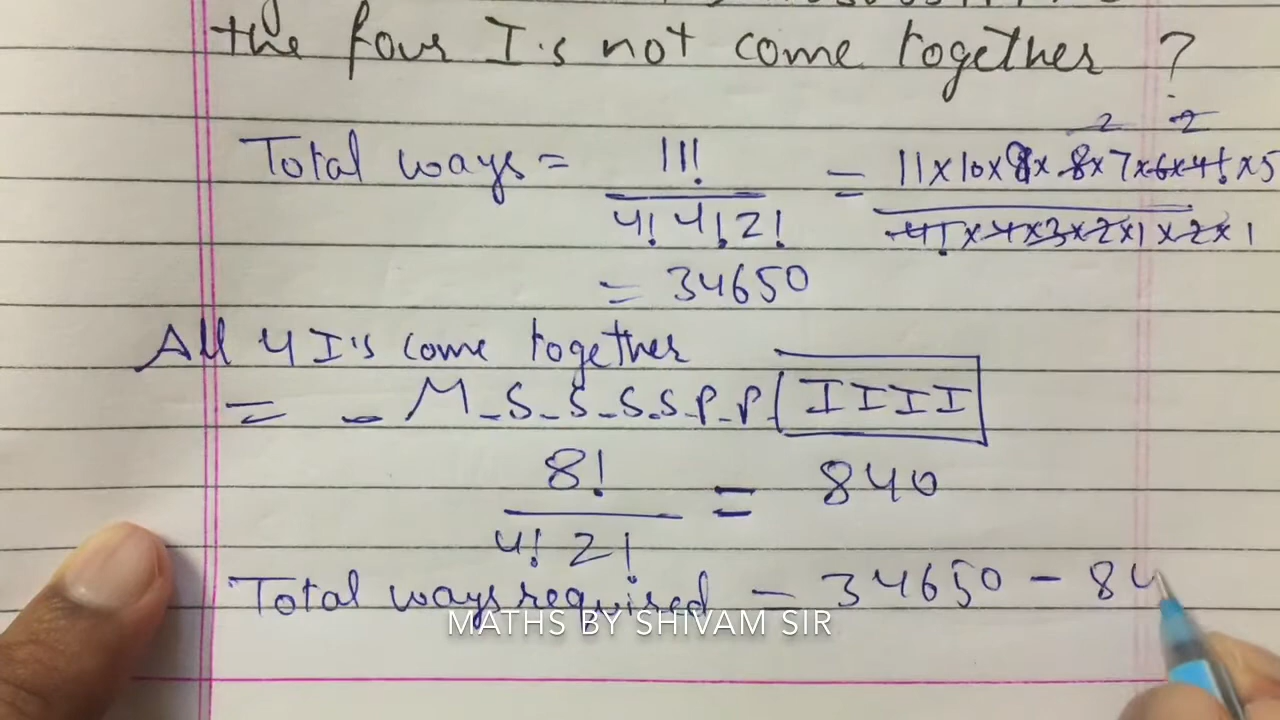 the four I's not come together ?
2 2
Total ways = 11! / 4! 4! 2! = 11×10×9×8×7×6×4!×5 / 4!×4×3×2×1×2×1
= 34650
All 4 I's come together
= - M-S-S-S-S-P-P-(IIII
8! / 4! 2! = 840
Total ways required - 34650 - 84
MATHS BY SHIVAM SIR